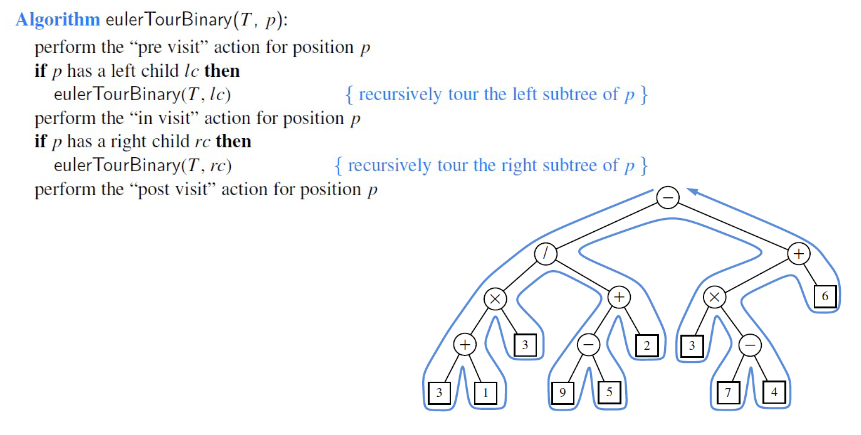 Algorithm eulerTourBinary(T, p):
perform the “pre visit” action for position p
if p has a left child lc then
eulerTourBinary(T, lc) { recursively tour the left subtree of p }
perform the “in visit” action for position p
if p has a right child rc then
eulerTourBinary(T, rc) { recursively tour the right subtree of p }
perform the “post visit” action for position p
−
/ +
× + × 6
+ 3 − 2 3 −
3 1 9 5 7 4